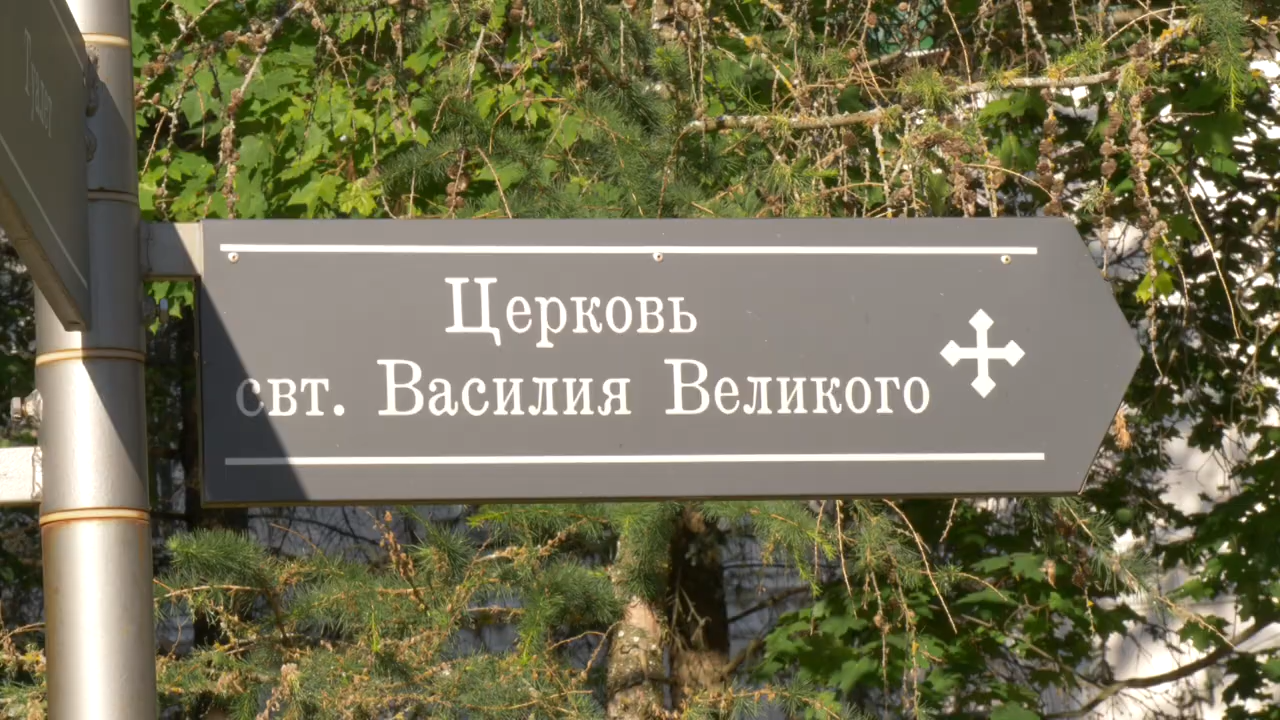 Церковь
свт. Василия Великого